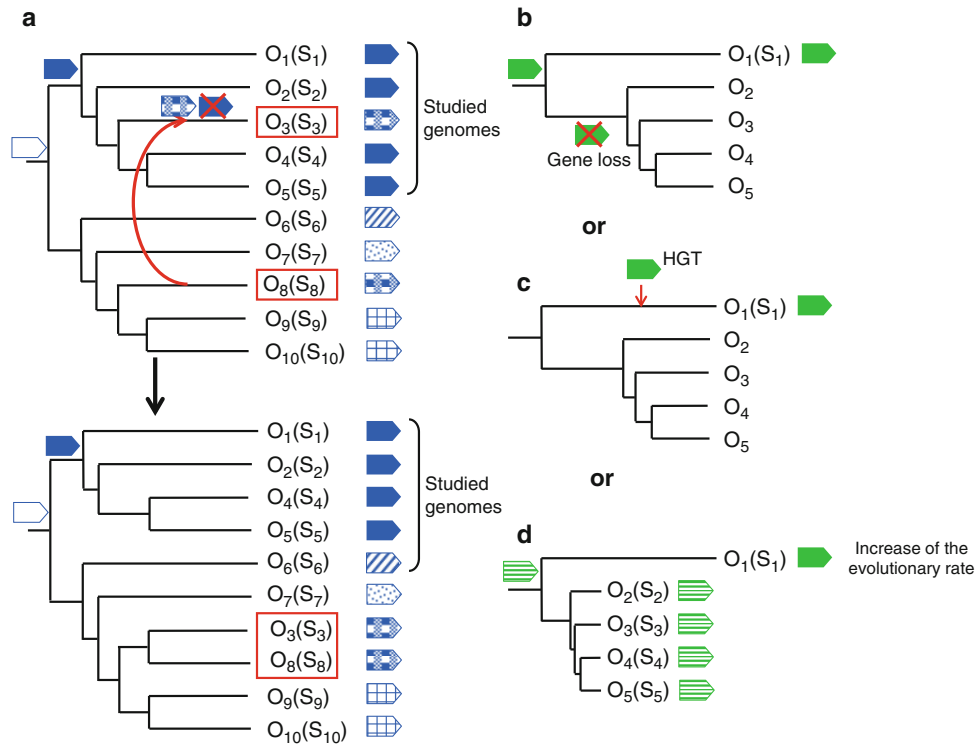 a
O₁(S₁)
O₂(S₂)
O₃(S₃)
O₄(S₄)
O₅(S₅)
O₆(S₆)
O₇(S₇)
O₈(S₈)
O₉(S₉)
O₁₀(S₁₀)
Studied
genomes
O₁(S₁)
O₂(S₂)
O₄(S₄)
O₅(S₅)
O₆(S₆)
O₇(S₇)
O₃(S₃)
O₈(S₈)
O₉(S₉)
O₁₀(S₁₀)
Studied
genomes
b
O₁(S₁)
O₂
O₃
O₄
O₅
Gene loss
or
c
HGT
O₁(S₁)
O₂
O₃
O₄
O₅
or
d
O₁(S₁)
Increase of the
evolutionary rate
O₂(S₂)
O₃(S₃)
O₄(S₄)
O₅(S₅)